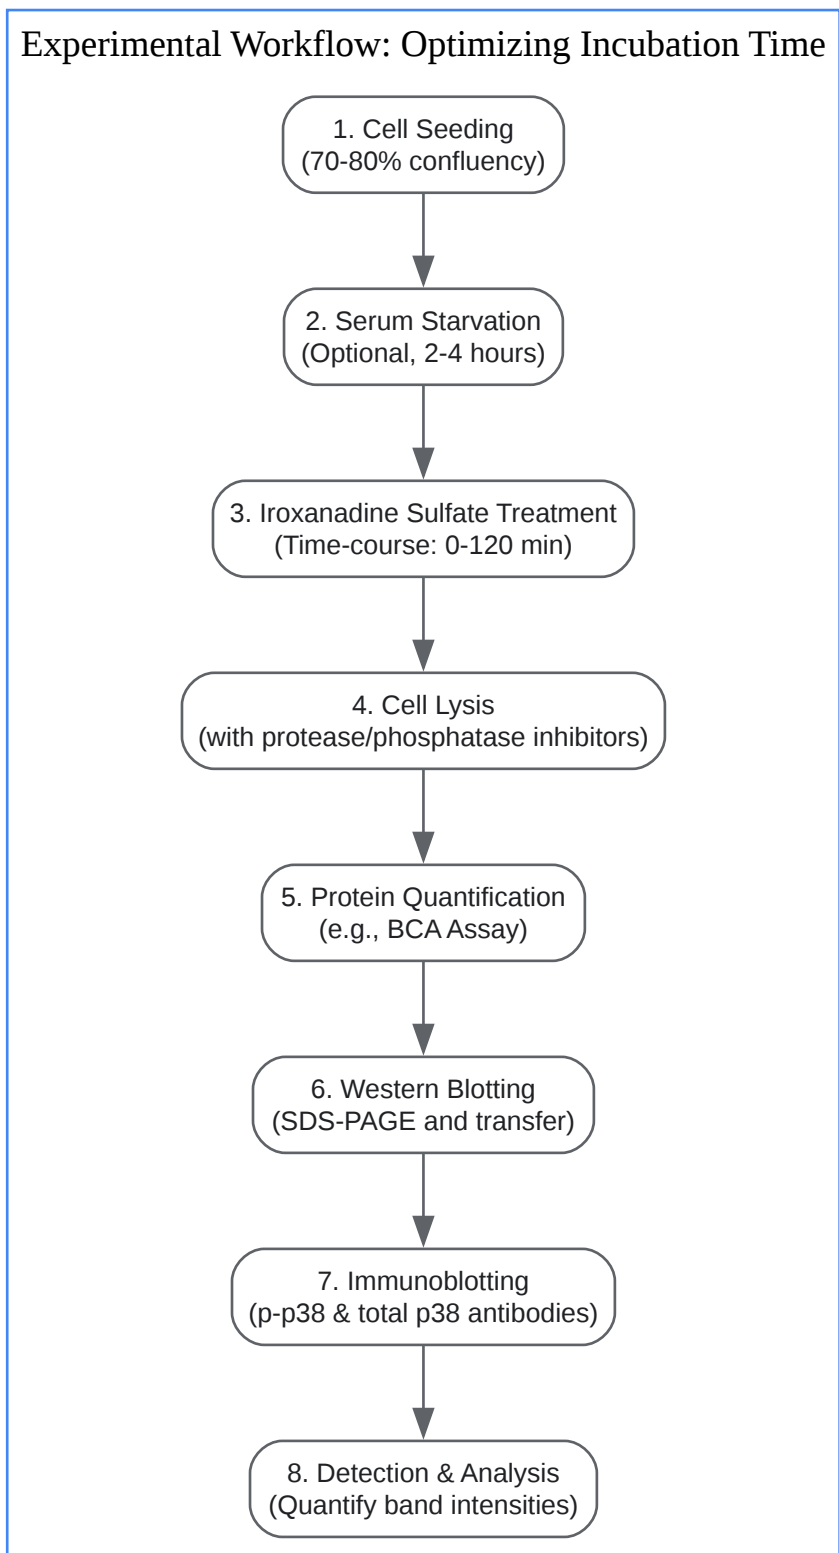 Experimental Workflow: Optimizing Incubation Time
1. Cell Seeding
(70-80% confluency)
2. Serum Starvation
(Optional, 2-4 hours)
3. Iroxanadine Sulfate Treatment
(Time-course: 0-120 min)
4. Cell Lysis
(with protease/phosphatase inhibitors)
5. Protein Quantification
(e.g., BCA Assay)
6. Western Blotting
(SDS-PAGE and transfer)
7. Immunoblotting
(p-p38 & total p38 antibodies)
8. Detection & Analysis
(Quantify band intensities)